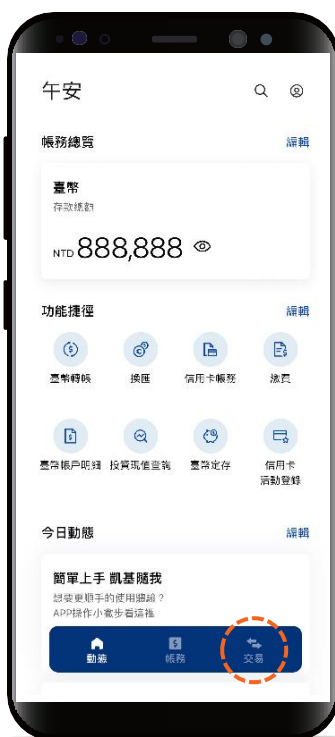 午安
帳務總覽 編輯
臺幣
存款總額
NTD 888,888
功能捷徑 編輯
臺幣轉帳 換匯 信用卡帳務 繳費
臺幣帳戶明細 投資現值查詢 臺幣定存 信用卡
活動登錄
今日動態 編輯
簡單上手 凱基隨我
想要更順手的使用體驗？
APP操作小撇步看這裡
動態 帳務 交易